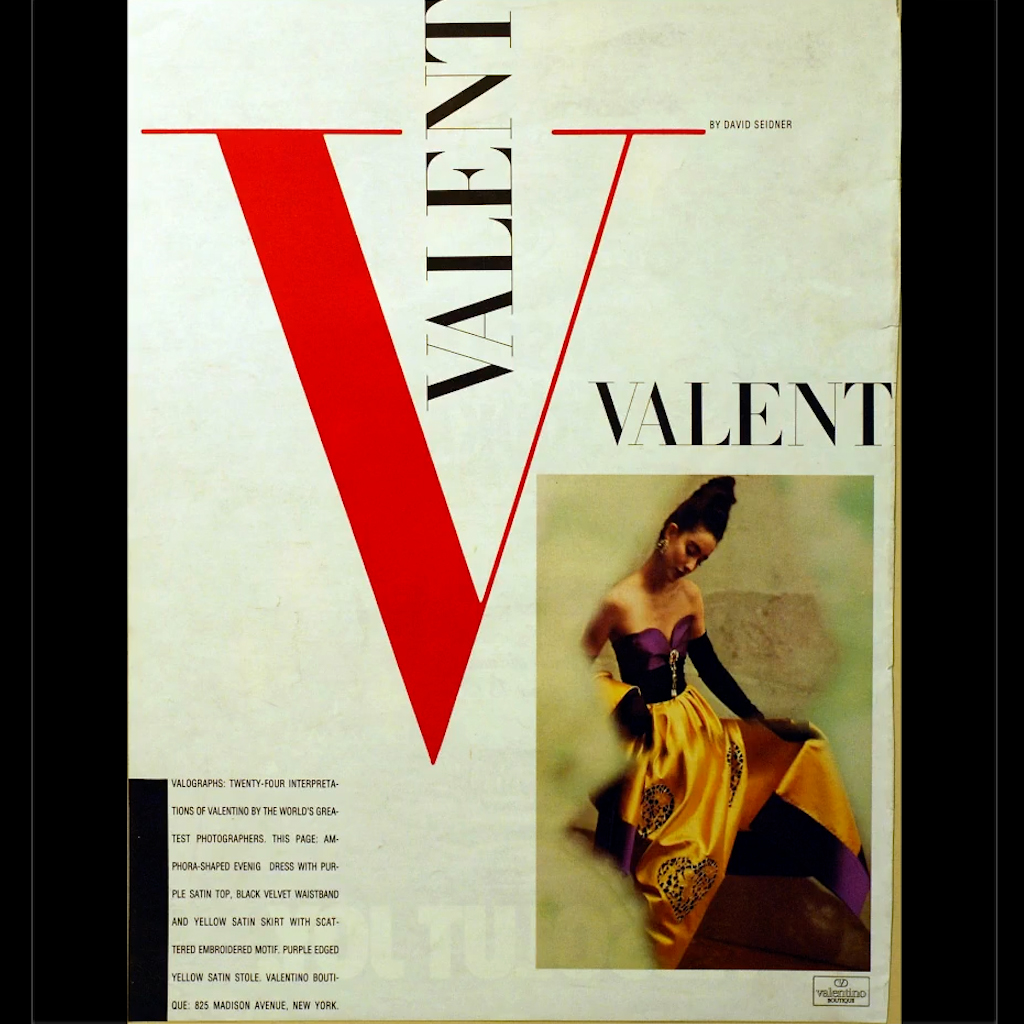 VALENT
V
BY DAVID SEIDNER
VALENT
VALOGRAPHS: TWENTY-FOUR INTERPRETA-
TIONS OF VALENTINO BY THE WORLD'S GREA-
TEST PHOTOGRAPHERS. THIS PAGE: AM-
PHORA-SHAPED EVENIG DRESS WITH PUR-
PLE SATIN TOP, BLACK VELVET WAISTBAND
AND YELLOW SATIN SKIRT WITH SCAT-
TERED EMBROIDERED MOTIF. PURPLE EDGED
YELLOW SATIN STOLE. VALENTINO BOUTI-
QUE: 825 MADISON AVENUE, NEW YORK.
valentino
BOUTIQUE